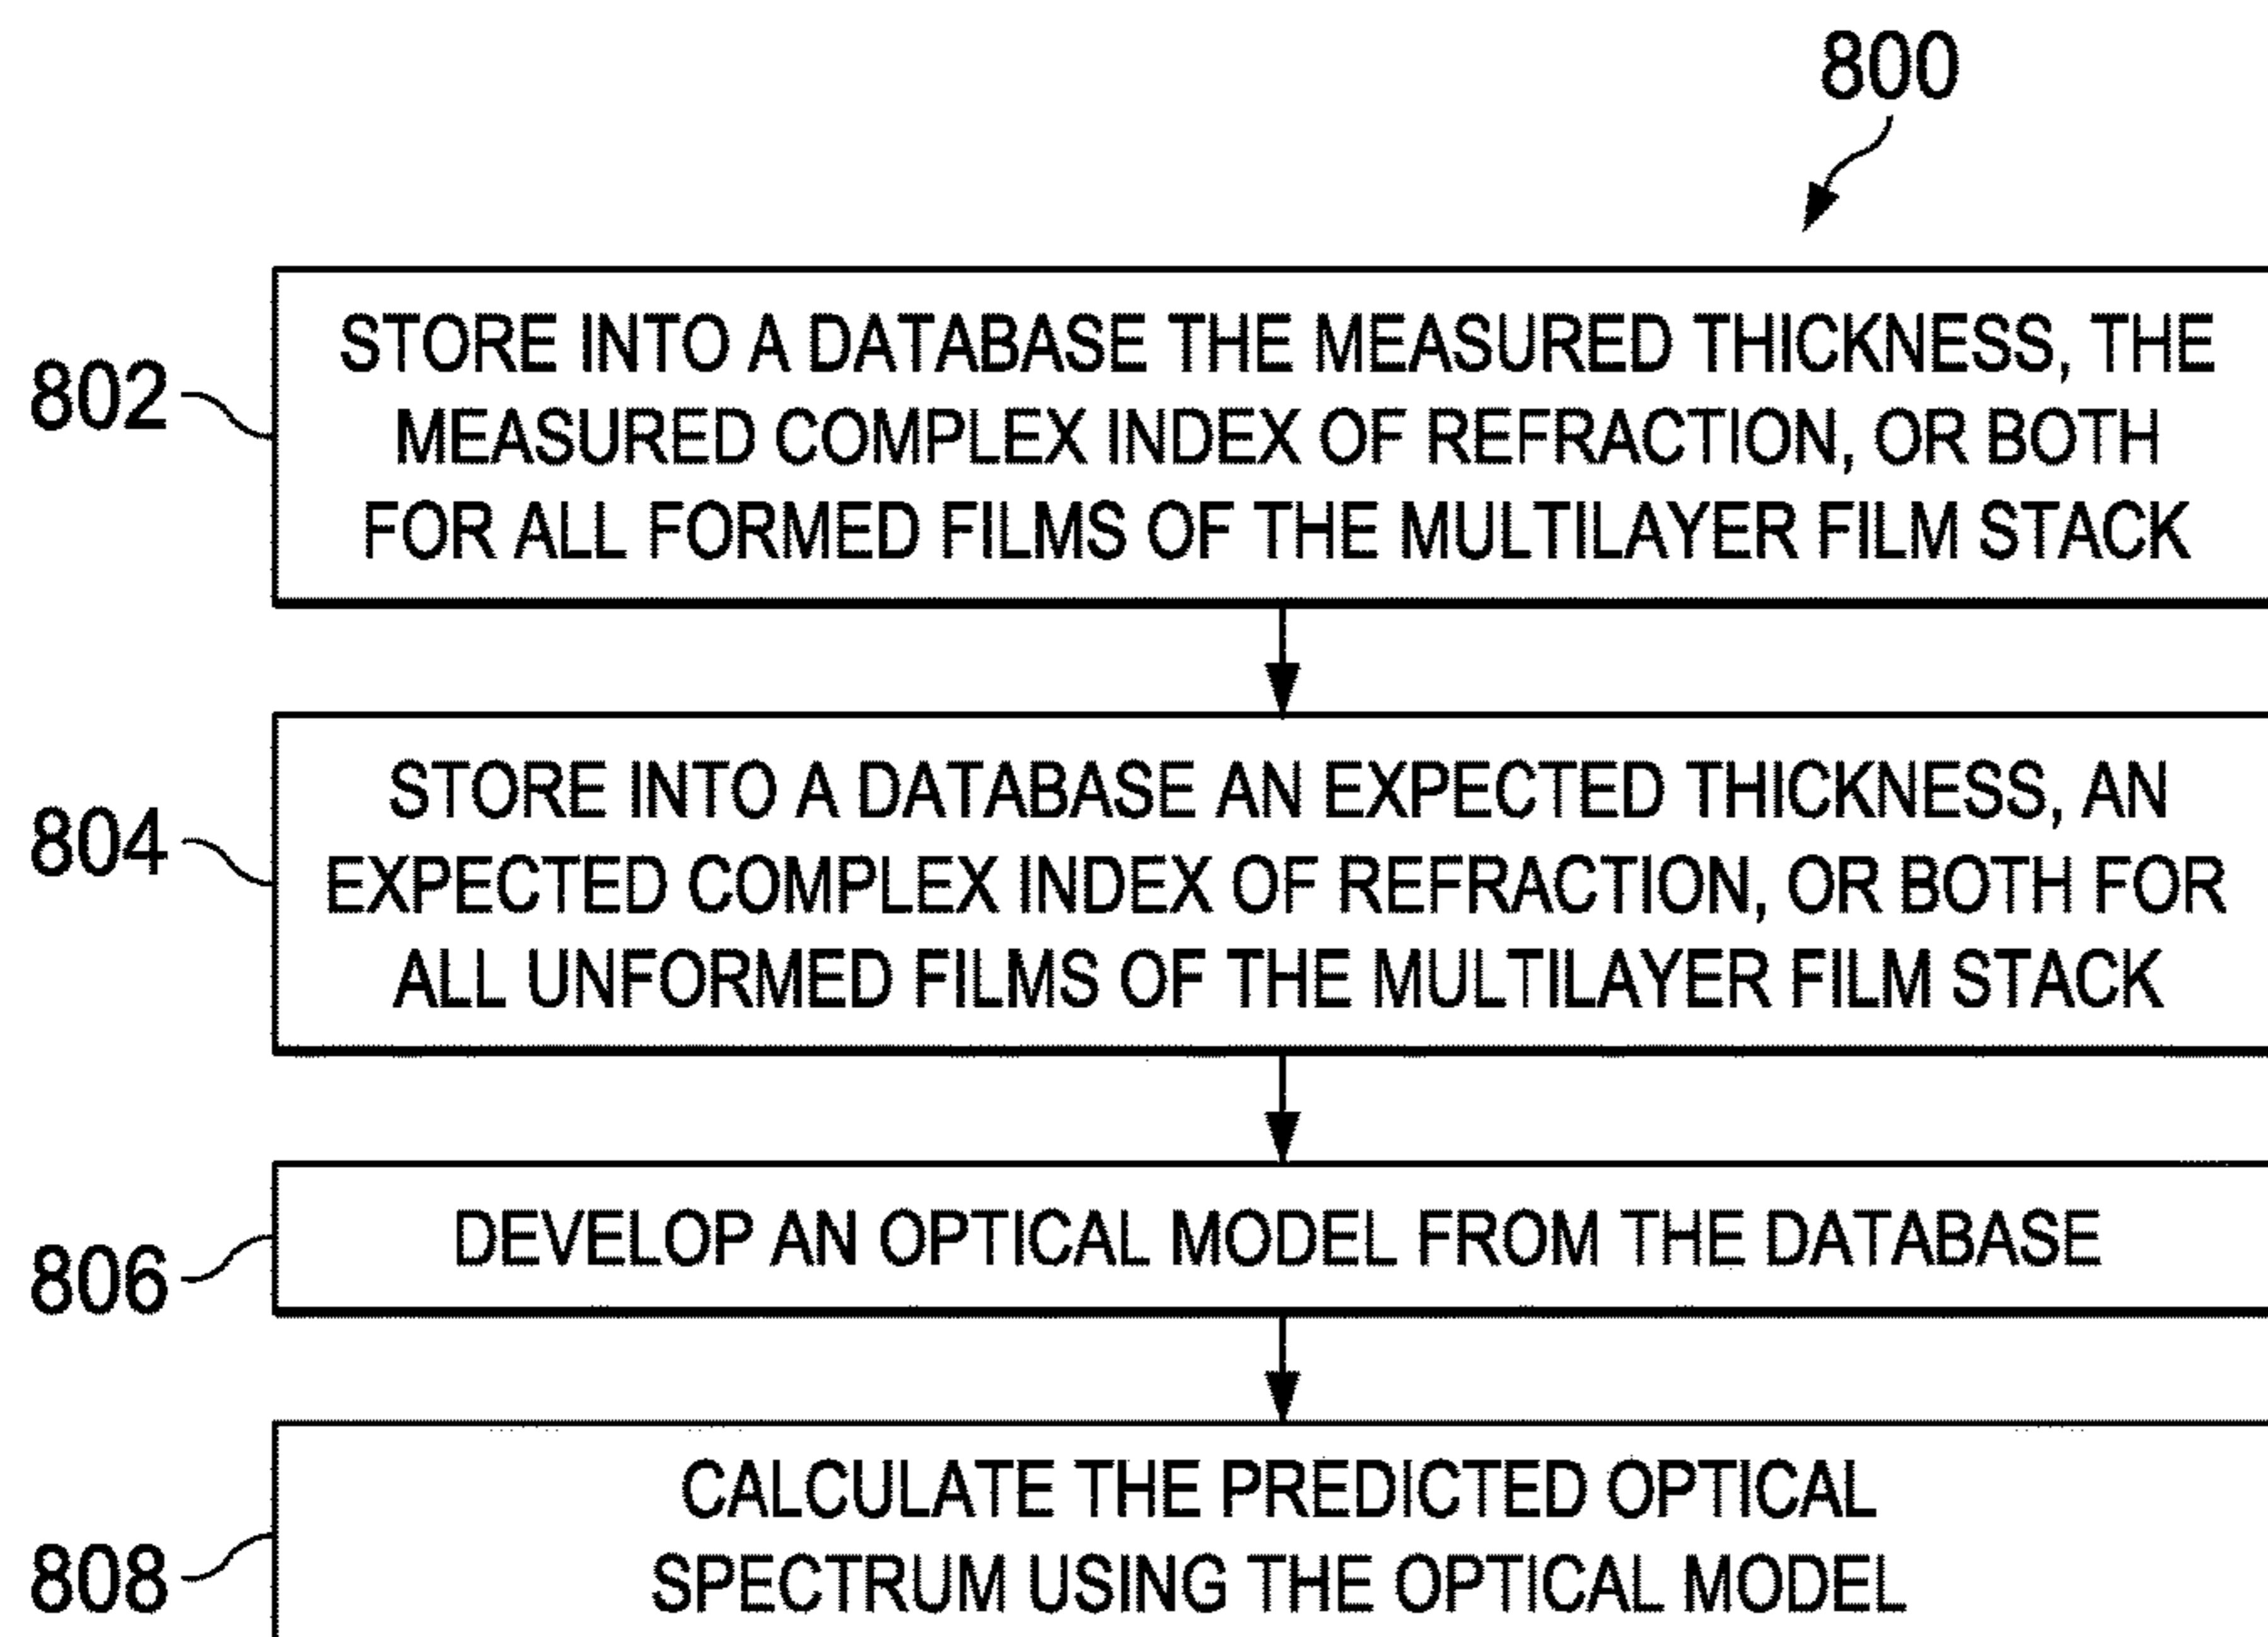 800
802
STORE INTO A DATABASE THE MEASURED THICKNESS, THE
MEASURED COMPLEX INDEX OF REFRACTION, OR BOTH
FOR ALL FORMED FILMS OF THE MULTILAYER FILM STACK
804
STORE INTO A DATABASE AN EXPECTED THICKNESS, AN
EXPECTED COMPLEX INDEX OF REFRACTION, OR BOTH FOR
ALL UNFORMED FILMS OF THE MULTILAYER FILM STACK
806
DEVELOP AN OPTICAL MODEL FROM THE DATABASE
808
CALCULATE THE PREDICTED OPTICAL
SPECTRUM USING THE OPTICAL MODEL